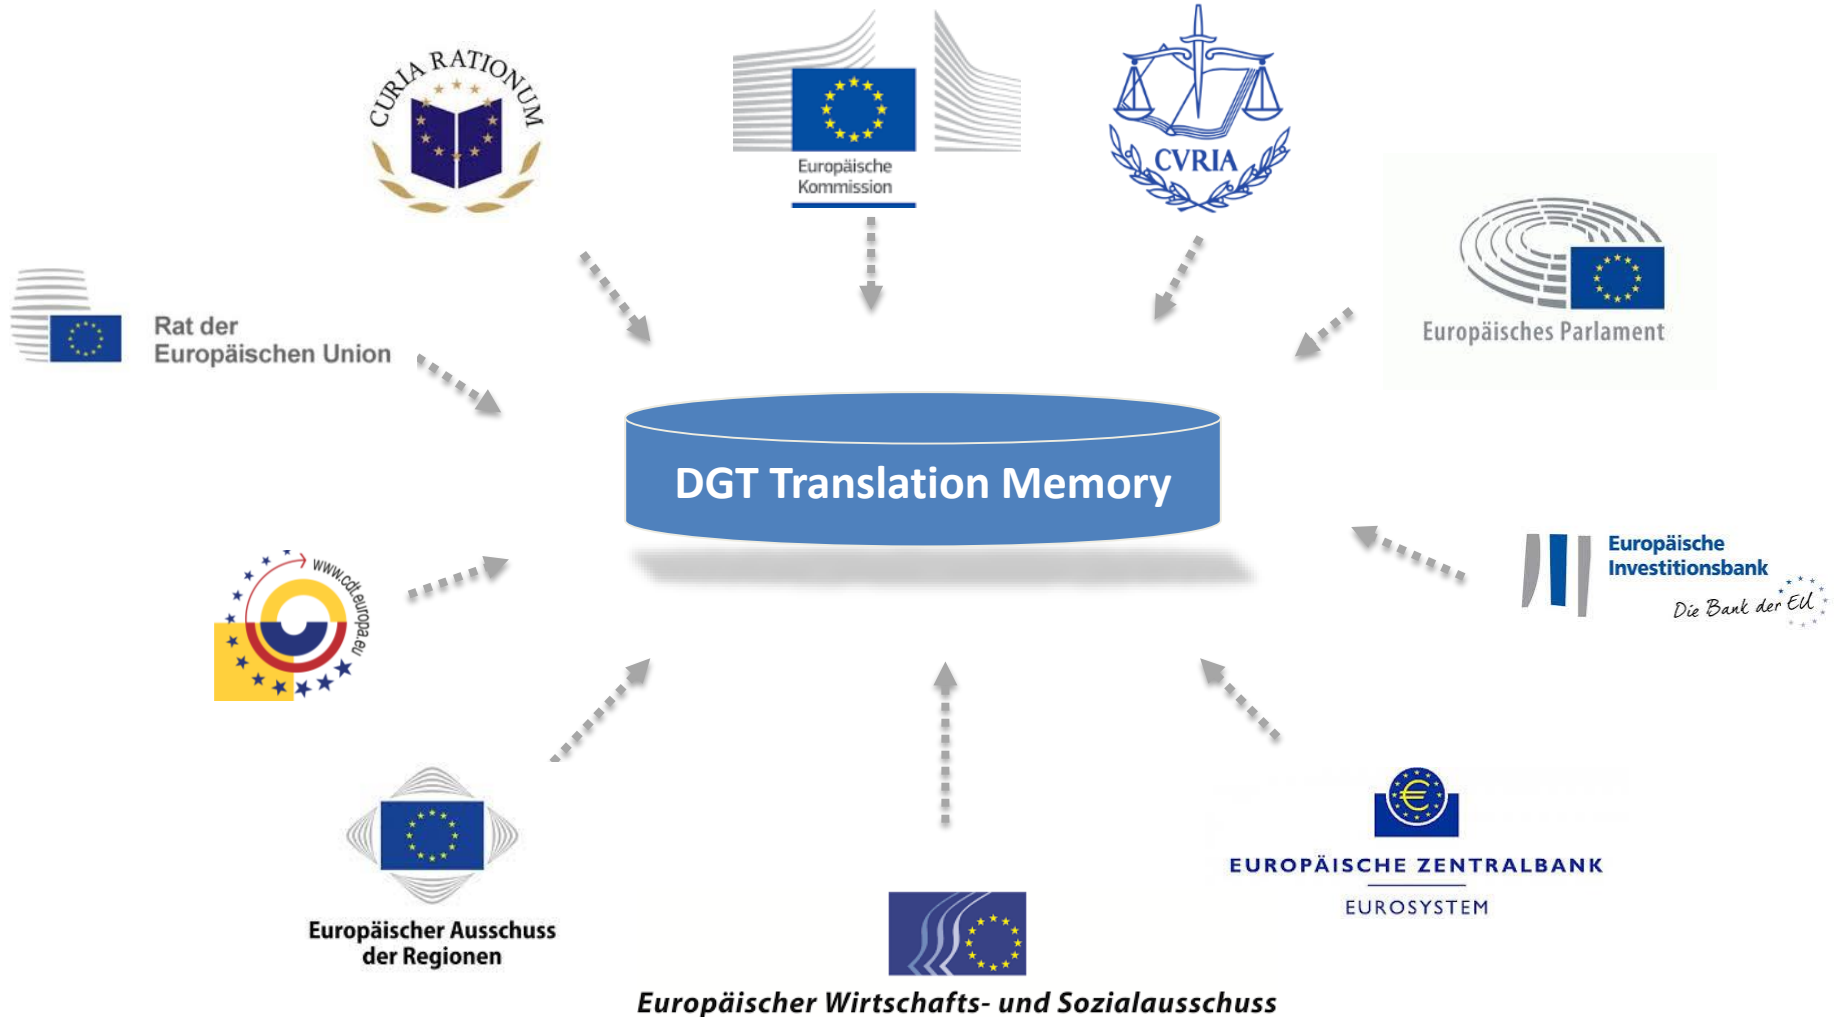 CURIA RATIONUM
Europäische
Kommission
CVRIA
Europäisches Parlament
Rat der
Europäischen Union
DGT Translation Memory
Europäische
Investitionsbank
Die Bank der EU
www.cdt.europa.eu
€
EUROPÄISCHE ZENTRALBANK
EUROSYSTEM
Europäischer Ausschuss
der Regionen
Europäischer Wirtschafts- und Sozialausschuss